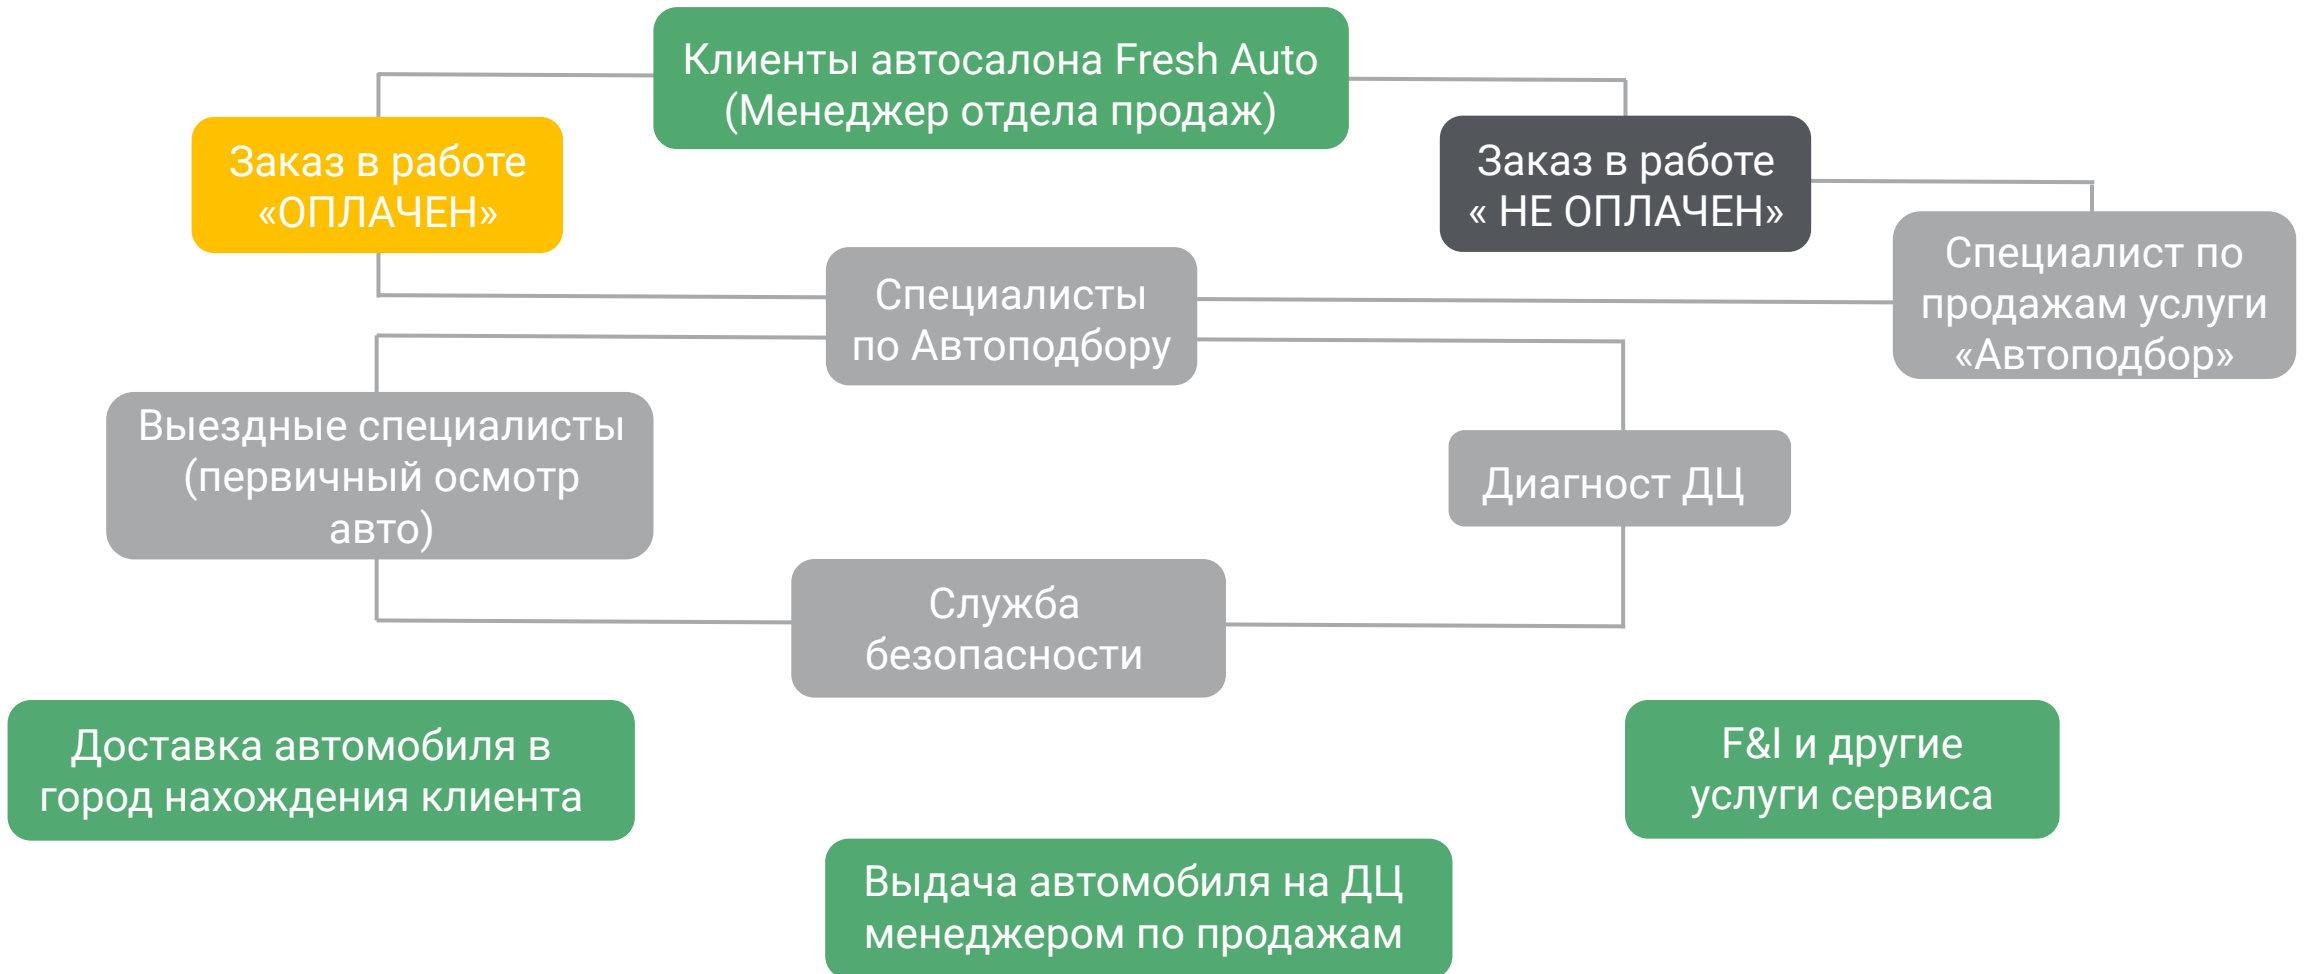 Клиенты автосалона Fresh Auto
(Менеджер отдела продаж)
Заказ в работе
«ОПЛАЧЕН»
Заказ в работе
« НЕ ОПЛАЧЕН»
Специалисты
по Автоподбору
Специалист по
продажам услуги
«Автоподбор»
Выездные специалисты
(первичный осмотр
авто)
Диагност ДЦ
Служба
безопасности
Доставка автомобиля в
город нахождения клиента
F&I и другие
услуги сервиса
Выдача автомобиля на ДЦ
менеджером по продажам